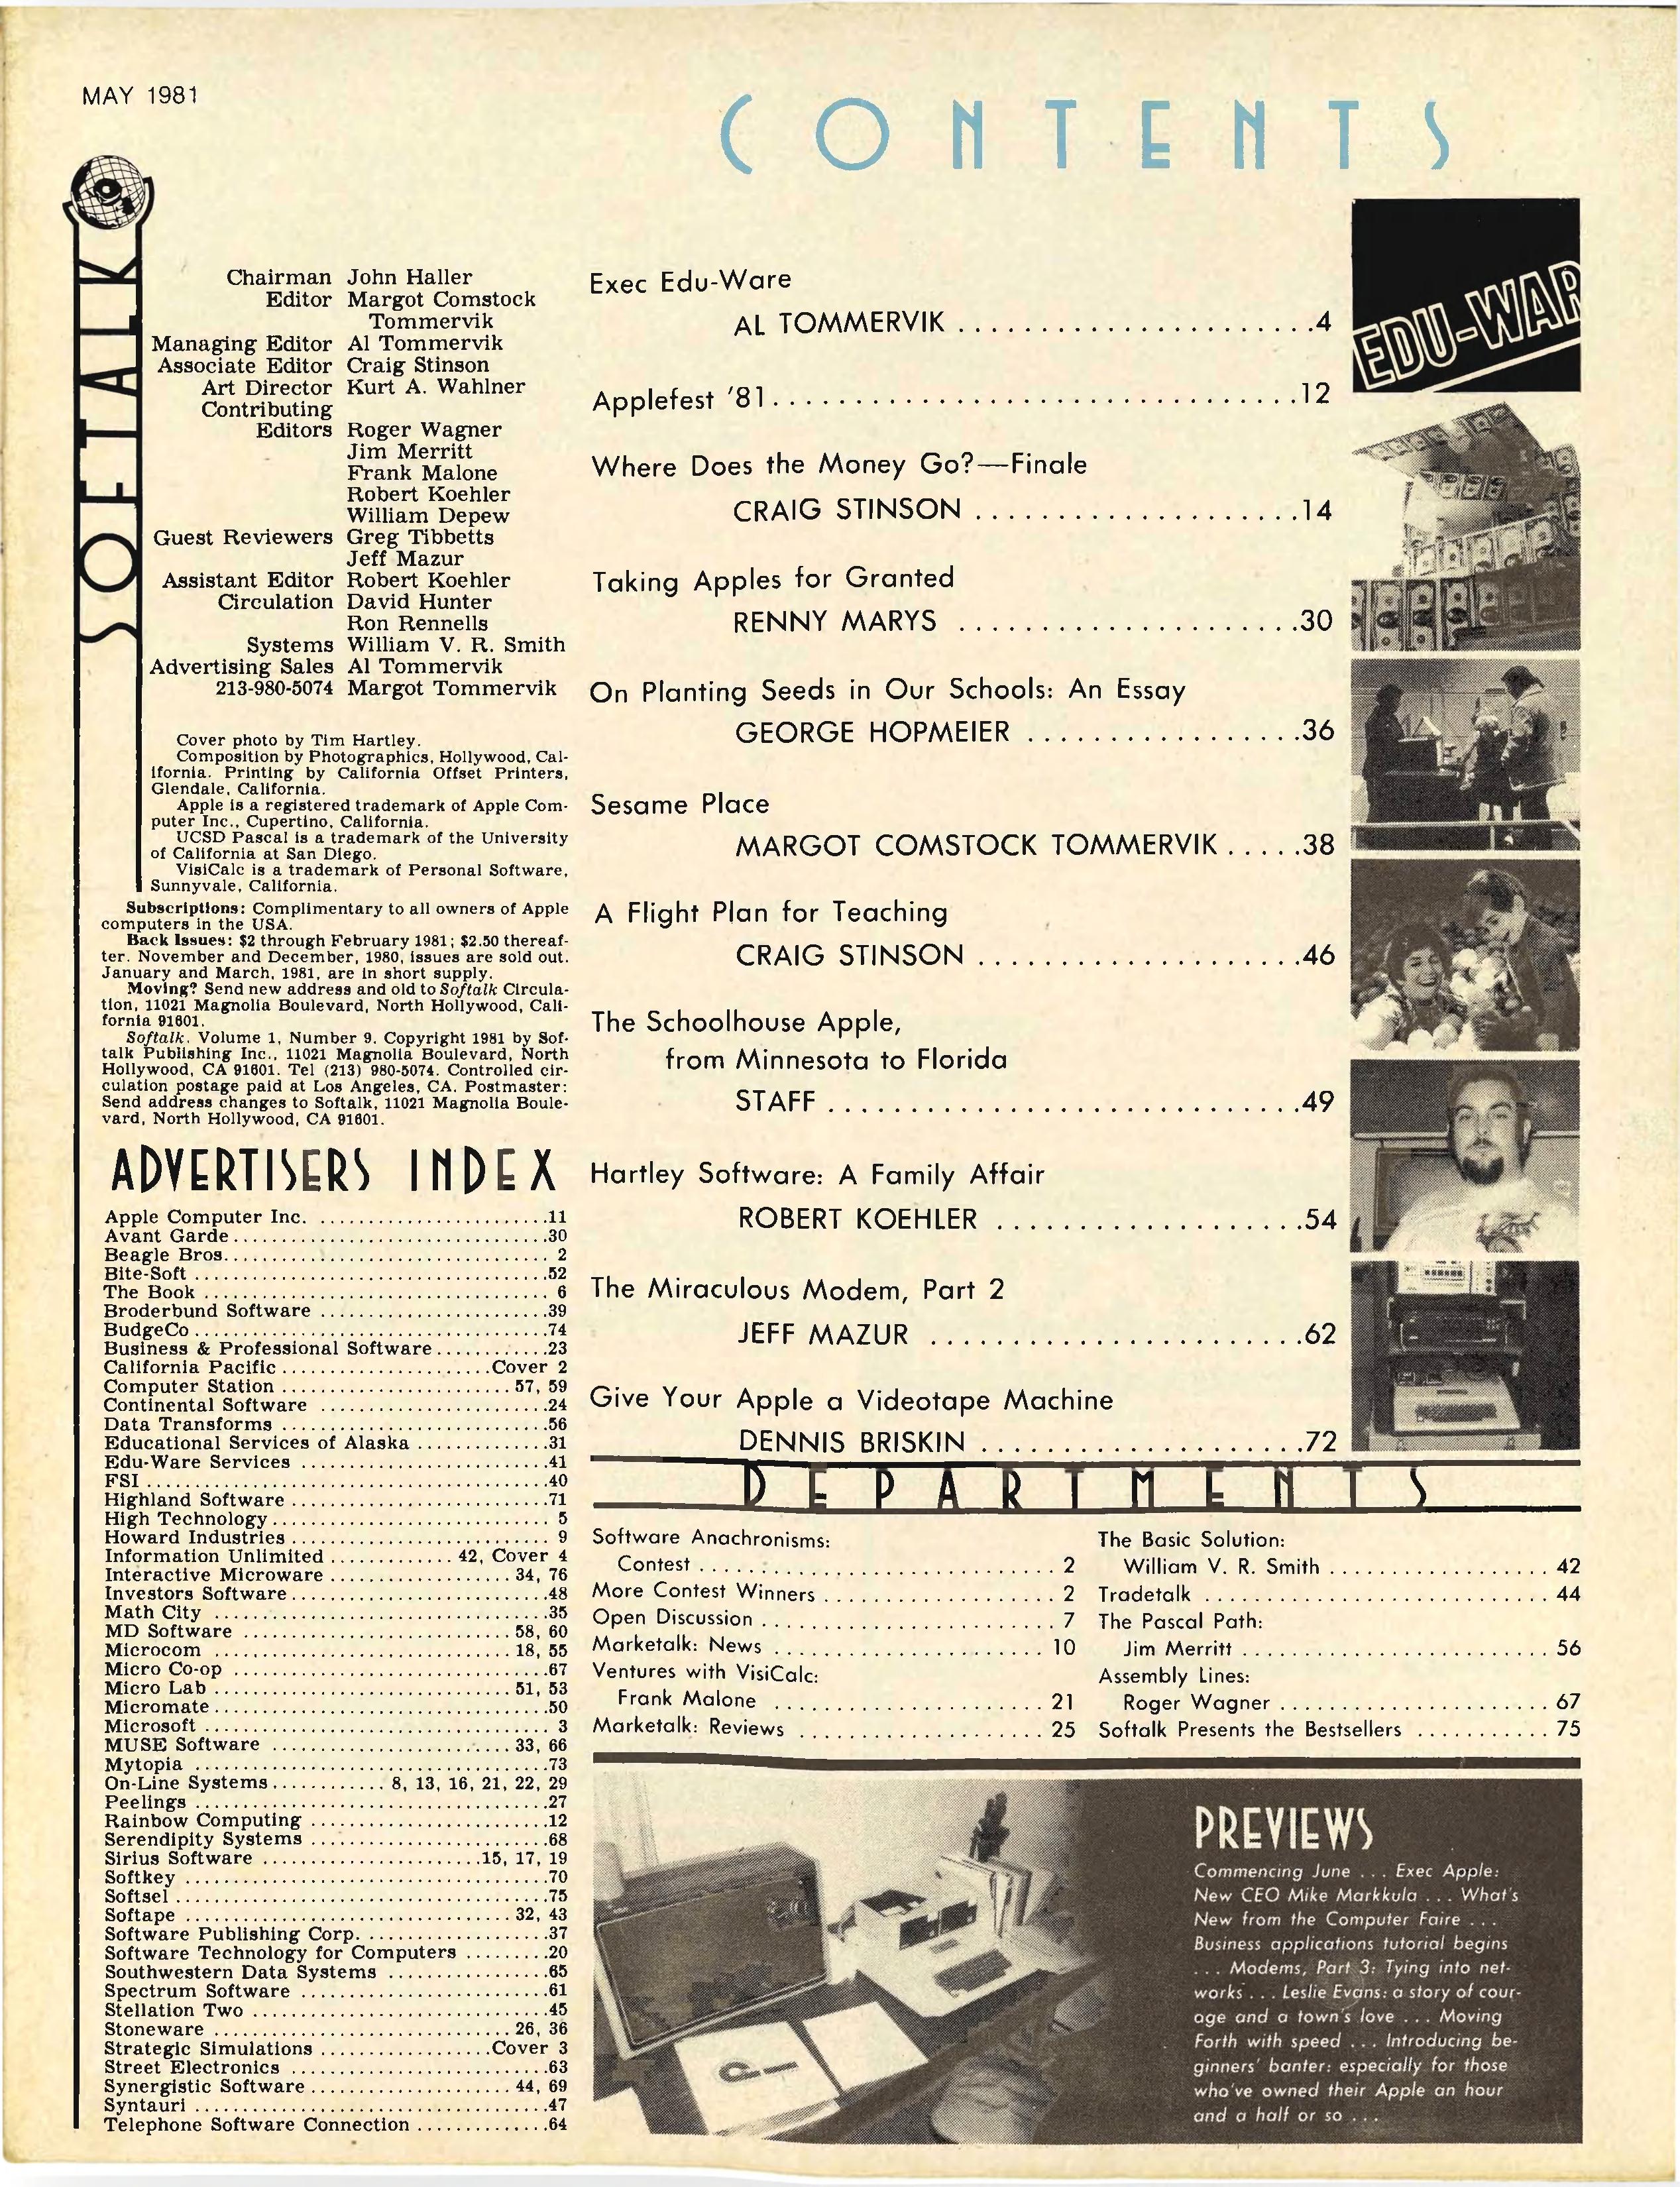 MAY 1981
CONTENTS
SOFTALK
Chairman John Haller
Editor Margot Comstock
Tommervik
Managing Editor Al Tommervik
Associate Editor Craig Stinson
Art Director Kurt A. Wahlner
Contributing
Editors Roger Wagner
Jim Merritt
Frank Malone
Robert Koehler
William Depew
Guest Reviewers Greg Tibbetts
Jeff Mazur
Assistant Editor Robert Koehler
Circulation David Hunter
Ron Rennells
Systems William V. R. Smith
Advertising Sales Al Tommervik
213-980-5074 Margot Tommervik
Cover photo by Tim Hartley.
Composition by Photographics, Hollywood, Cal-
ifornia. Printing by California Offset Printers,
Glendale, California.
Apple is a registered trademark of Apple Com-
puter Inc., Cupertino, California.
UCSD Pascal is a trademark of the University
of California at San Diego.
VisiCalc is a trademark of Personal Software,
Sunnyvale, California.
Subscriptions: Complimentary to all owners of Apple
computers in the USA.
Back Issues: $2 through February 1981; $2.50 thereaf-
ter. November and December, 1980, issues are sold out.
January and March, 1981, are in short supply.
Moving? Send new address and old to Softalk Circula-
tion, 11021 Magnolia Boulevard, North Hollywood, Cali-
fornia 91601.
Softalk. Volume 1, Number 9. Copyright 1981 by Sof-
talk Publishing Inc., 11021 Magnolia Boulevard, North
Hollywood, CA 91601. Tel (213) 980-5074. Controlled cir-
culation postage paid at Los Angeles, CA. Postmaster:
Send address changes to Softalk, 11021 Magnolia Boule-
vard, North Hollywood, CA 91601.
ADVERTISERS INDEX
Apple Computer Inc. ........................11
Avant Garde.................................30
Beagle Bros.................................. 2
Bite-Soft .....................................52
The Book .................................... 6
Broderbund Software ........................39
BudgeCo .....................................74
Business & Professional Software............23
California Pacific ......................Cover 2
Computer Station ........................57, 59
Continental Software ........................24
Data Transforms ............................56
Educational Services of Alaska ..............31
Edu-Ware Services ..........................41
FSI ..........................................40
Highland Software...........................71
High Technology............................. 5
Howard Industries ........................... 9
Information Unlimited ............. 42, Cover 4
Interactive Microware ................... 34, 76
Investors Software...........................48
Math City ...................................35
MD Software ............................ 58, 60
Microcom ............................... 18, 55
Micro Co-op .................................67
Micro Lab ............................... 51, 53
Micromate...................................50
Microsoft .................................... 3
MUSE Software ......................... 33, 66
Mytopia .....................................73
On-Line Systems............ 8, 13, 16, 21, 22, 29
Peelings .....................................27
Rainbow Computing .........................12
Serendipity Systems .........................68
Sirius Software .......................15, 17, 19
Softkey ......................................70
Softsel.......................................75
Softape .................................. 32, 43
Software Publishing Corp. ...................37
Software Technology for Computers .........20
Southwestern Data Systems .................65
Spectrum Software ..........................61
Stellation Two ...............................45
Stoneware ............................... 26, 36
Strategic Simulations ..................Cover 3
Street Electronics ...........................63
Synergistic Software..................... 44, 69
Syntauri .....................................47
Telephone Software Connection ..............64
Exec Edu-Ware
AL TOMMERVIK .......................4
Applefest '81................................12
Where Does the Money Go?—Finale
CRAIG STINSON ....................14
Taking Apples for Granted
RENNY MARYS .....................30
On Planting Seeds in Our Schools: An Essay
GEORGE HOPMEIER .................36
Sesame Place
MARGOT COMSTOCK TOMMERVIK .....38
A Flight Plan for Teaching
CRAIG STINSON ....................46
The Schoolhouse Apple,
from Minnesota to Florida
STAFF .............................49
Hartley Software: A Family Affair
ROBERT KOEHLER ...................54
The Miraculous Modem, Part 2
JEFF MAZUR .......................62
Give Your Apple a Videotape Machine
DENNIS BRISKIN ....................72
EDU-WAR
DEPARTMENTS
Software Anachronisms:
Contest ............................. 2
More Contest Winners ..................... 2
Open Discussion .......................... 7
Marketalk: News ........................ 10
Ventures with VisiCalc:
Frank Malone ........................ 21
Marketalk: Reviews ...................... 25
The Basic Solution:
William V. R. Smith ................... 42
Tradetalk ............................... 44
The Pascal Path:
Jim Merritt ........................... 56
Assembly Lines:
Roger Wagner ........................ 67
Softalk Presents the Bestsellers ........... 75
PREVIEWS
Commencing June ... Exec Apple:
New CEO Mike Markkula ... What's
New from the Computer Faire ...
Business applications tutorial begins
... Modems, Part 3: Tying into net-
works ... Leslie Evans: a story of cour-
age and a town's love ... Moving
Forth with speed ... Introducing be-
ginners' banter: especially for those
who've owned their Apple an hour
and a half or so ...